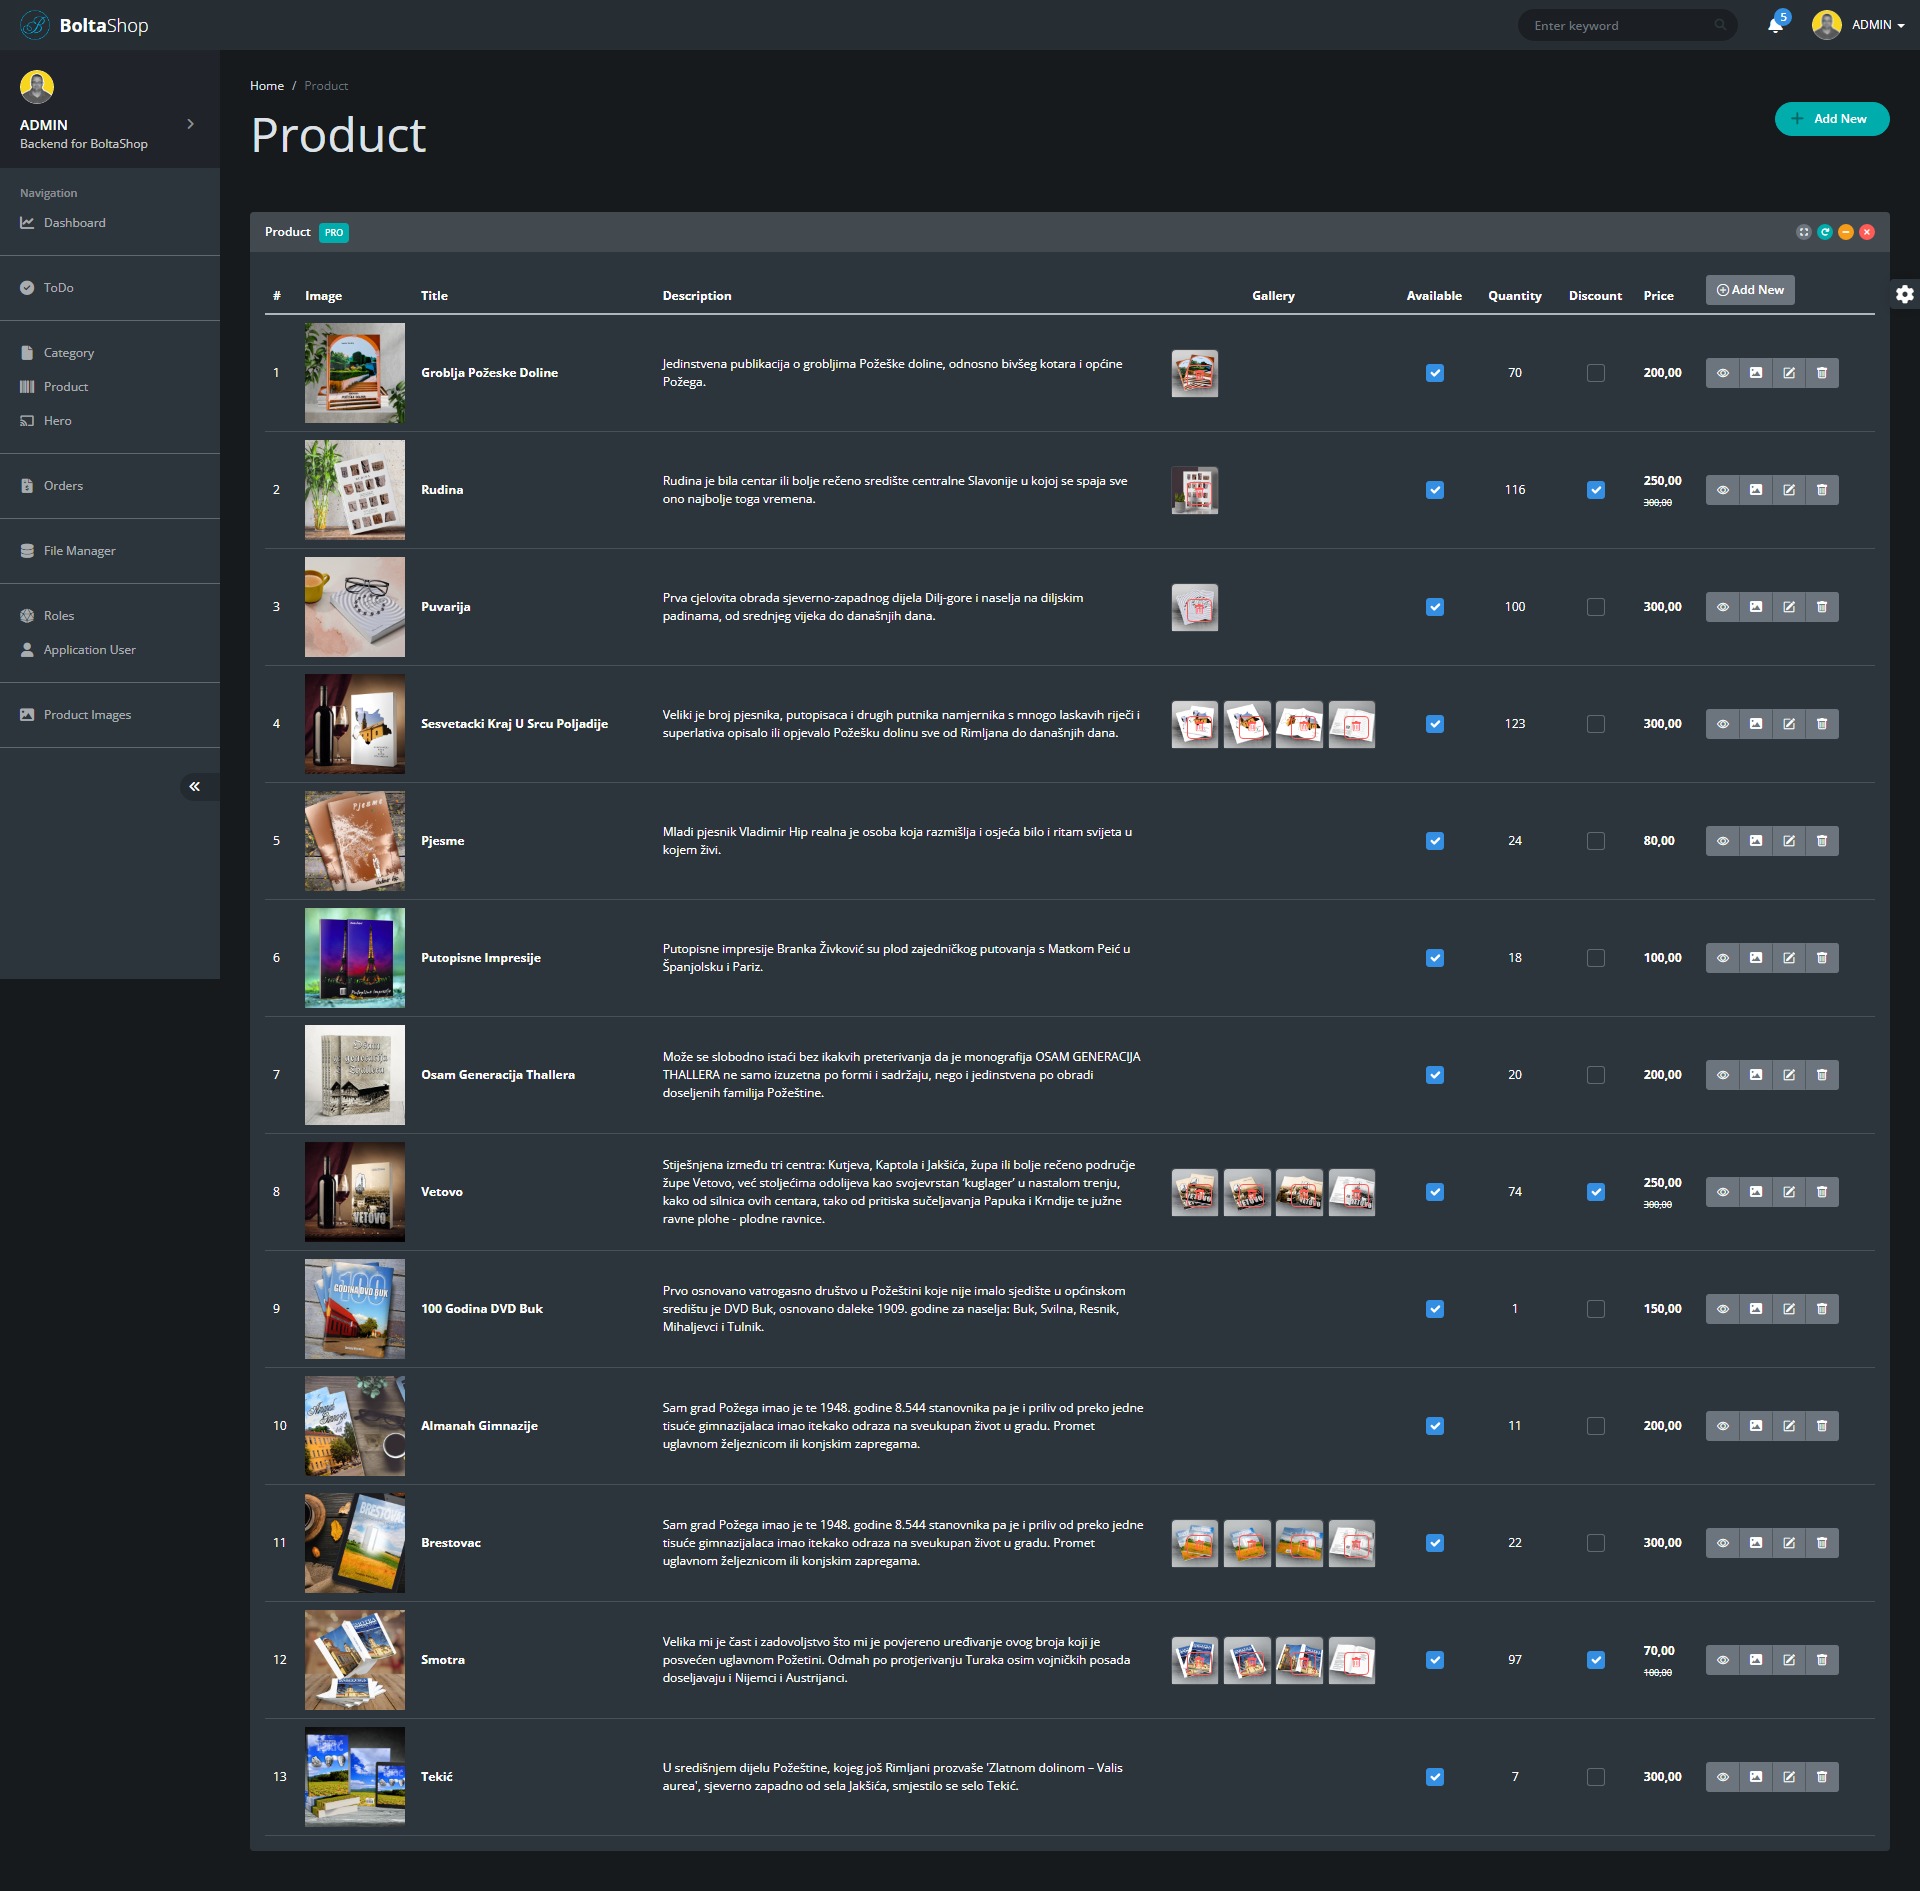 BoltaShop
Enter keyword
5
ADMIN
ADMIN
Backend for BoltaShop
Navigation
Dashboard
ToDo
Category
Product
Hero
Orders
File Manager
Roles
Application User
Product Images
Home / Product
Product
Add New
Product PRO
# Image Title Description Gallery Available Quantity Discount Price Add New
1 Groblja Požeske Doline
Jedinstvena publikacija o grobljima Požeške doline, odnosno bivšeg kotara i općine
Požega.
70 200,00
2 Rudina
Rudina je bila centar ili bolje rečeno središte centralne Slavonije u kojoj se spaja sve
ono najbolje toga vremena.
116 250,00
300,00
3 Puvarija
Prva cjelovita obrada sjeverno-zapadnog dijela Dilj-gore i naselja na diljskim
padinama, od srednjeg vijeka do današnjih dana.
100 300,00
4 Sesvetacki Kraj U Srcu Poljadije
Veliki je broj pjesnika, putopisaca i drugih putnika namjernika s mnogo laskavih riječi i
superlativa opisalo ili opjevalo Požešku dolinu sve od Rimljana do današnjih dana.
123 300,00
Pjesme
5 Pjesme
Mladi pjesnik Vladimir Hip realna je osoba koja razmišlja i osjeća bilo i ritam svijeta u
kojem živi.
24 80,00
Putopisne impresije
6 Putopisne Impresije
Putopisne impresije Branka Živković su plod zajedničkog putovanja s Matkom Peić u
Španjolsku i Pariz.
18 100,00
Osam
generacija
Thallera
7 Osam Generacija Thallera
Može se slobodno istaći bez ikakvih preterivanja da je monografija OSAM GENERACIJA
THALLERA ne samo izuzetna po formi i sadržaju, nego i jedinstvena po obradi
doseljenih familija Požeštine.
20 200,00
VETOVO
8 Vetovo
Stiješnjena između tri centra: Kutjeva, Kaptola i Jakšića, župa ili bolje rečeno područje
župe Vetovo, već stoljećima odolijeva kao svojevrstan ‘kuglager’ u nastalom trenju,
kako od silnica ovih centara, tako od pritiska sučeljavanja Papuka i Krndije te južne
ravne plohe - plodne ravnice.
74 250,00
300,00
100
GODINA DVD BUK
9 100 Godina DVD Buk
Prvo osnovano vatrogasno društvo u Požeštini koje nije imalo sjedište u općinskom
središtu je DVD Buk, osnovano daleke 1909. godine za naselja: Buk, Svilna, Resnik,
Mihaljevci i Tulnik.
1 150,00
10 Almanah Gimnazije
Sam grad Požega imao je te 1948. godine 8.544 stanovnika pa je i priliv od preko jedne
tisuće gimnazijalaca imao itekako odraza na sveukupan život u gradu. Promet
uglavnom željeznicom ili konjskim zapregama.
11 200,00
BRESTOVAC
11 Brestovac
Sam grad Požega imao je te 1948. godine 8.544 stanovnika pa je i priliv od preko jedne
tisuće gimnazijalaca imao itekako odraza na sveukupan život u gradu. Promet
uglavnom željeznicom ili konjskim zapregama.
22 300,00
12 Smotra
Velika mi je čast i zadovoljstvo što mi je povjereno uređivanje ovog broja koji je
posvećen uglavnom Požetini. Odmah po protjerivanju Turaka osim vojničkih posada
doseljavaju i Nijemci i Austrijanci.
97 70,00
100,00
13 Tekić
U središnjem dijelu Požeštine, kojeg još Rimljani prozvaše 'Zlatnom dolinom – Valis
aurea', sjeverno zapadno od sela Jakšića, smjestilo se selo Tekić.
7 300,00